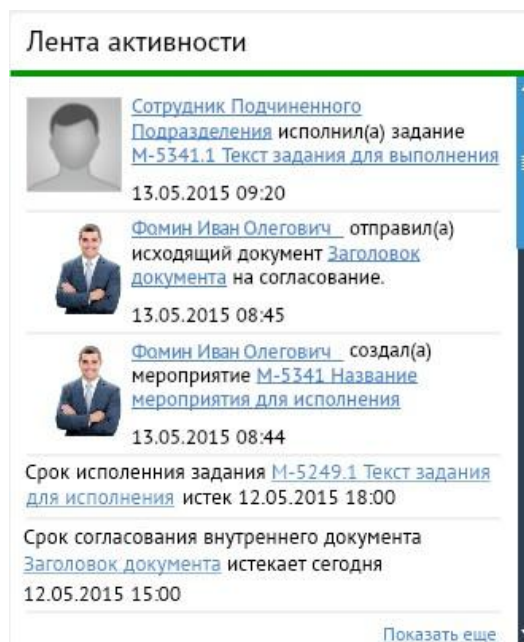 Лента активности
Сотрудник Подчиненного
Подразделения исполнил(а) задание
М-5341.1 Текст задания для выполнения
13.05.2015 09:20
Фомин Иван Олегович отправил(а)
исходящий документ Заголовок
документа на согласование.
13.05.2015 08:45
Фомин Иван Олегович создал(а)
мероприятие М-5341 Название
мероприятия для исполнения
13.05.2015 08:44
Срок исполенния задания М-5249.1 Текст задания
для исполнения истек 12.05.2015 18:00
Срок согласования внутреннего документа
Заголовок документа истекает сегодня
12.05.2015 15:00
Показать еще